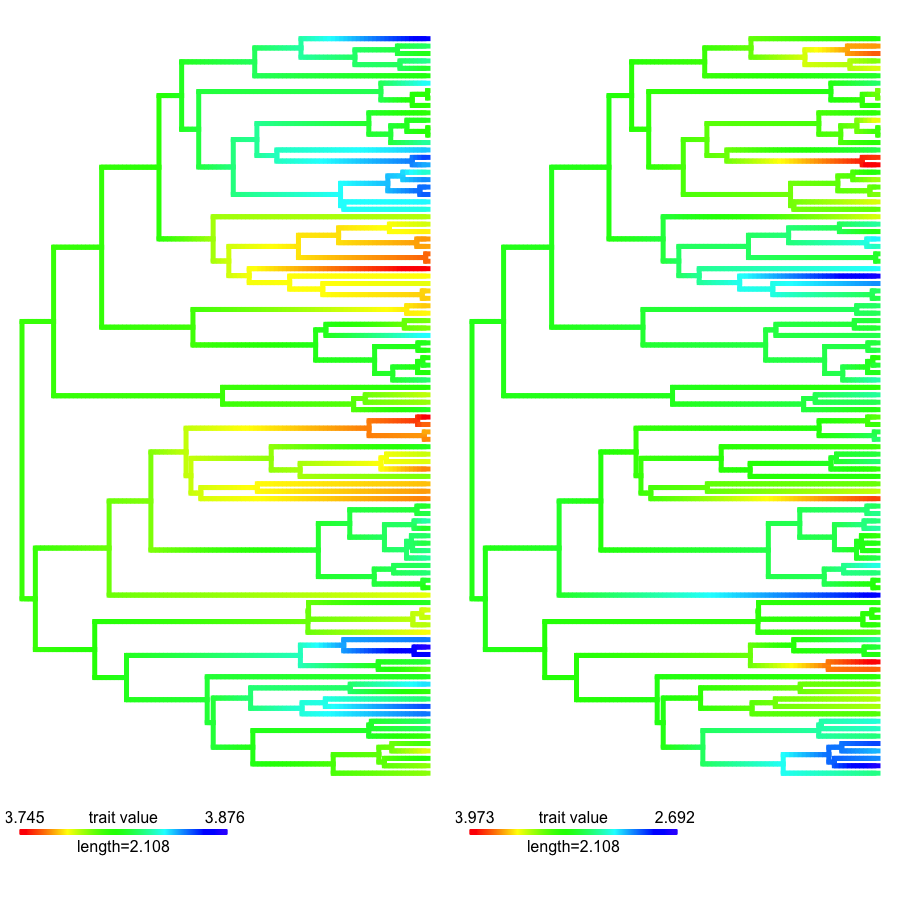 3.745 trait value 3.876
length=2.108
3.973 trait value 2.692
length=2.108